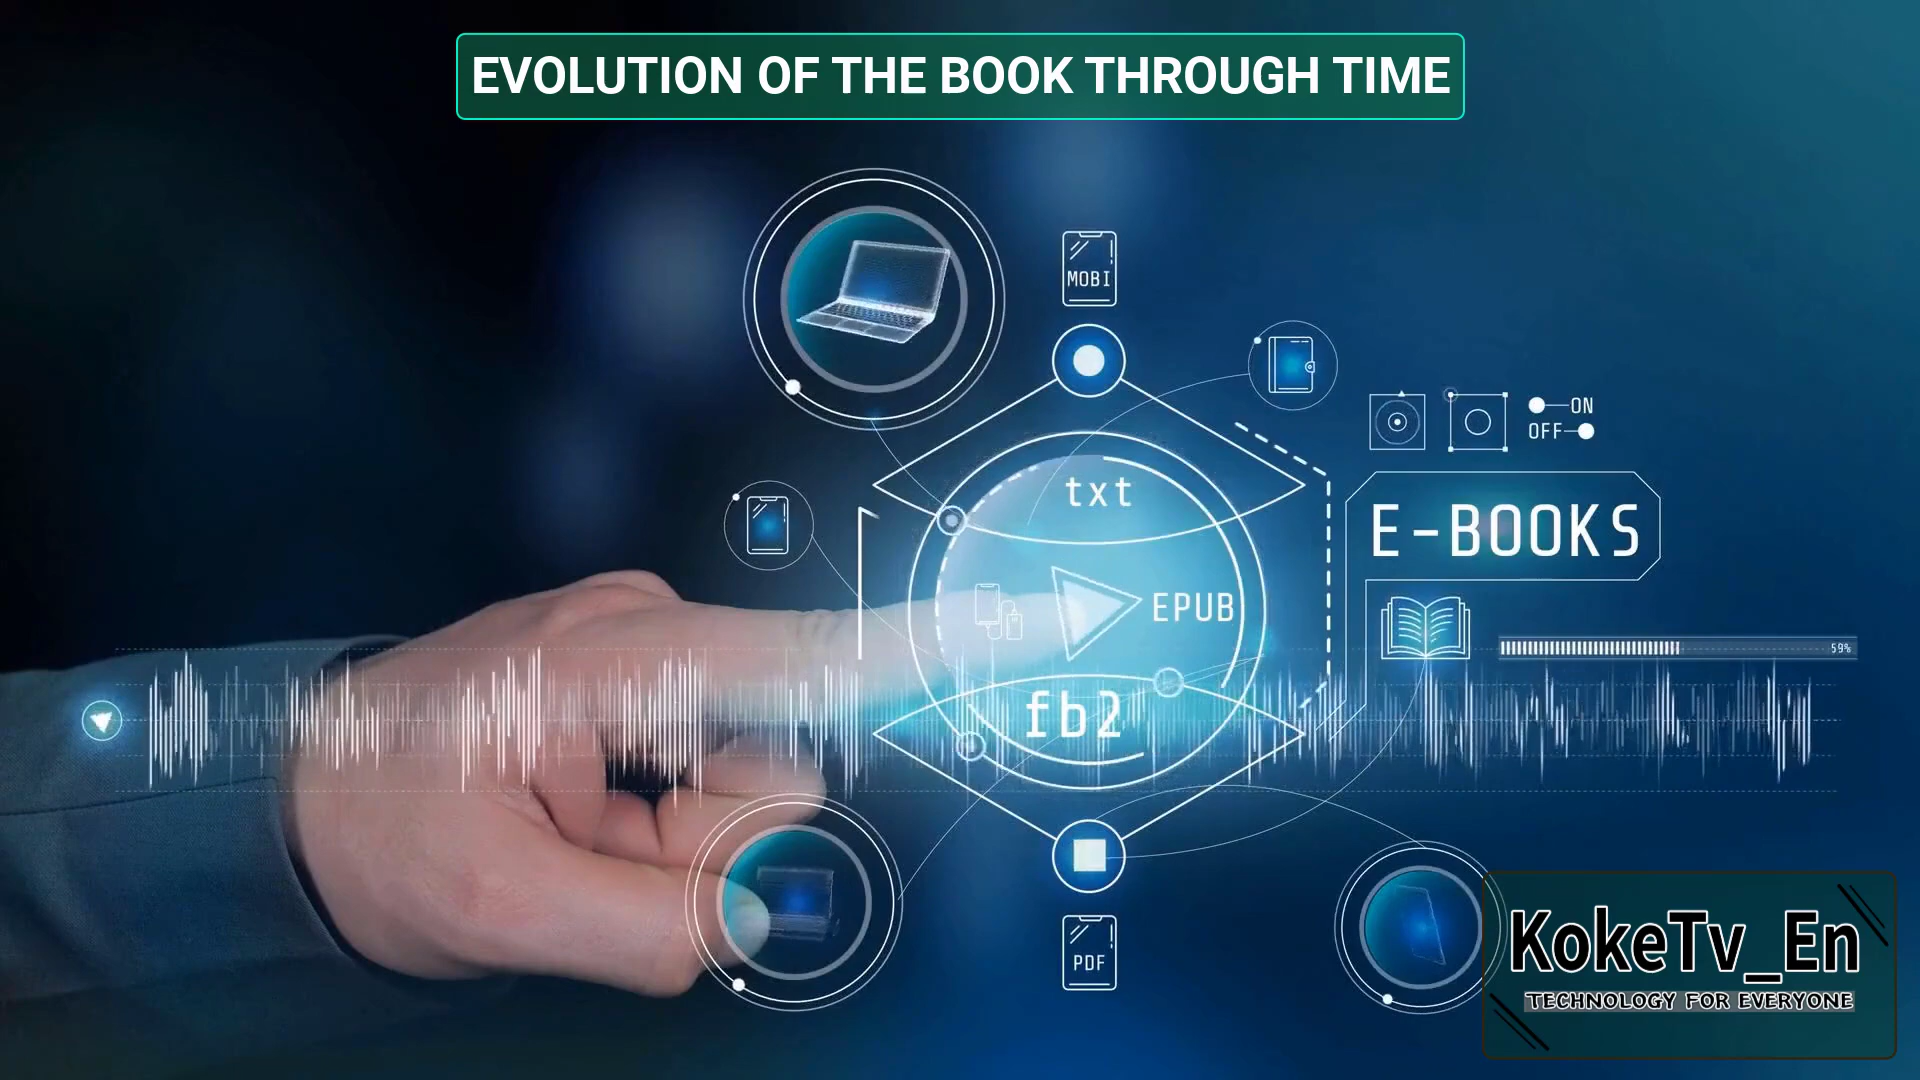 EVOLUTION OF THE BOOK THROUGH TIME
MOBI
ON
OFF
txt
E-BOOKS
EPUB
59%
fb2
PDF
KokeTv_En
TECHNOLOGY FOR EVERYONE